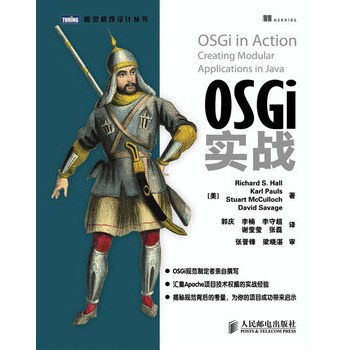 TURING 图灵程序设计丛书
MANNING
OSGi in Action
Creating Modular
Applications in Java
OSGi
实战
[美]
Richard S. Hall
Karl Pauls
Stuart McCulloch
David Savage
著
郭庆 李楠 李守超
谢莹莹 张磊
译
张晋锋 梁晓湛 审
●OSGi规范制定者亲自撰写
●汇集Apache项目技术权威的实战经验
●揭秘规范背后的考量,为你的项目成功带来启示
人民邮电出版社
POSTS & TELECOM PRESS